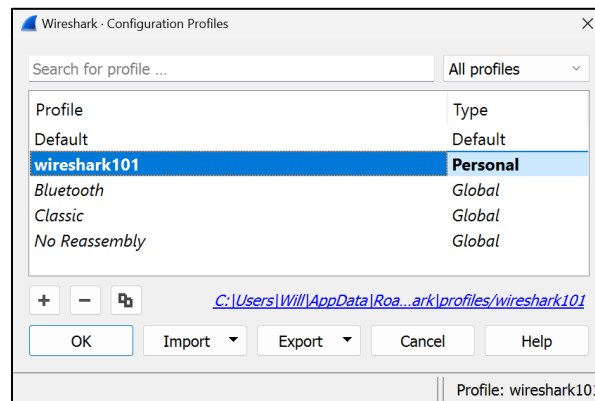 Wireshark · Configuration Profiles
Search for profile ... All profiles
Profile Type
Default Default
wireshark101 Personal
Bluetooth Global
Classic Global
No Reassembly Global
C:\Users\Will\AppData\Roa...ark\profiles/wireshark101
OK Import Export Cancel Help
Profile: wireshark101